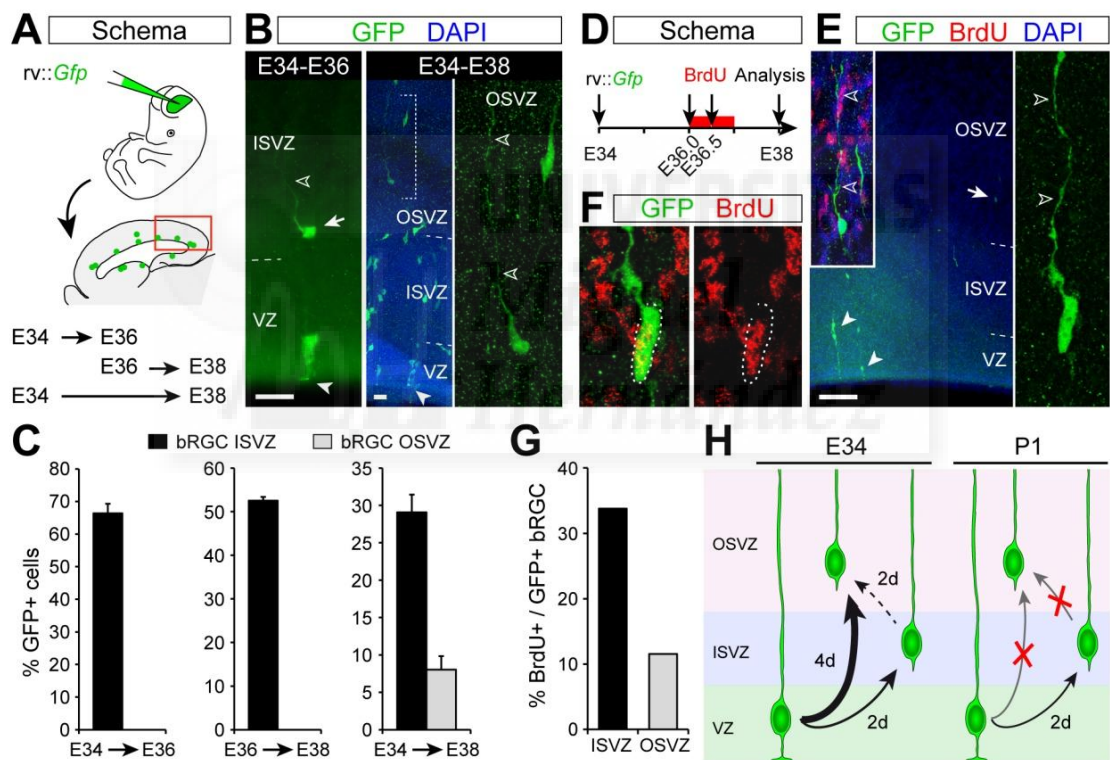 A Schema
rv::Gfp
E34 → E36
E36 → E38
E34 → E38
B GFP DAPI
E34-E36
E34-E38
ISVZ
VZ
OSVZ
ISVZ
VZ
OSVZ
D Schema
rv::Gfp BrdU Analysis
E34
E36.0
E36.5
E38
F GFP BrdU
E GFP BrdU DAPI
OSVZ
ISVZ
VZ
C
bRGC ISVZ bRGC OSVZ
% GFP+ cells
80
70
60
50
40
30
20
10
0
E34 → E36
60
50
40
30
20
10
0
E36 → E38
35
30
25
20
15
10
5
0
E34 → E38
G
% BrdU+ / GFP+ bRGC
40
30
20
10
0
ISVZ OSVZ
H
E34 P1
OSVZ
ISVZ
VZ
2d
4d
2d
2d
UNIVERSITAS
Miguel
Hernández